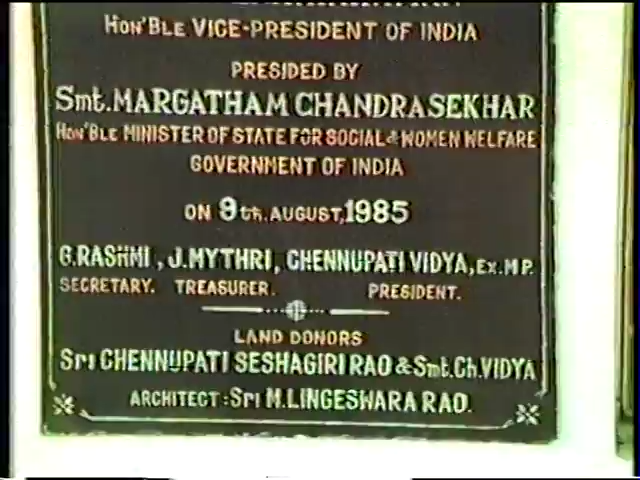 HON'BLE VICE-PRESIDENT OF INDIA
PRESIDED BY
Smt. MARGATHAM CHANDRASEKHAR
HON'BLE MINISTER OF STATE FOR SOCIAL & WOMEN WELFARE
GOVERNMENT OF INDIA
ON 9th. AUGUST, 1985
G.RASHMI, J.MYTHRI, CHENNUPATI VIDYA, Ex.M.P.
SECRETARY. TREASURER. PRESIDENT.
LAND DONORS
Sri CHENNUPATI SESHAGIRI RAO & Smt.Ch.VIDYA
ARCHITECT : Sri M.LINGESWARA RAO.